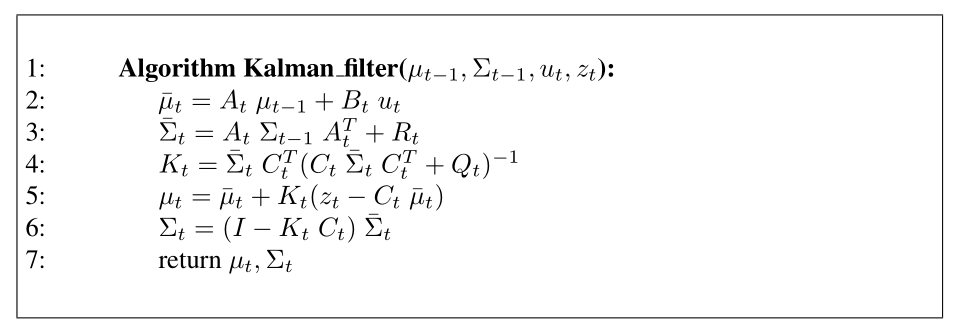 1: Algorithm Kalman_filter(μ_{t−1}, Σ_{t−1}, u_t, z_t):
2: μ̄_t = A_t μ_{t−1} + B_t u_t
3: Σ̄_t = A_t Σ_{t−1} A_t^T + R_t
4: K_t = Σ̄_t C_t^T(C_t Σ̄_t C_t^T + Q_t)^{−1}
5: μ_t = μ̄_t + K_t(z_t − C_t μ̄_t)
6: Σ_t = (I − K_t C_t) Σ̄_t
7: return μ_t, Σ_t